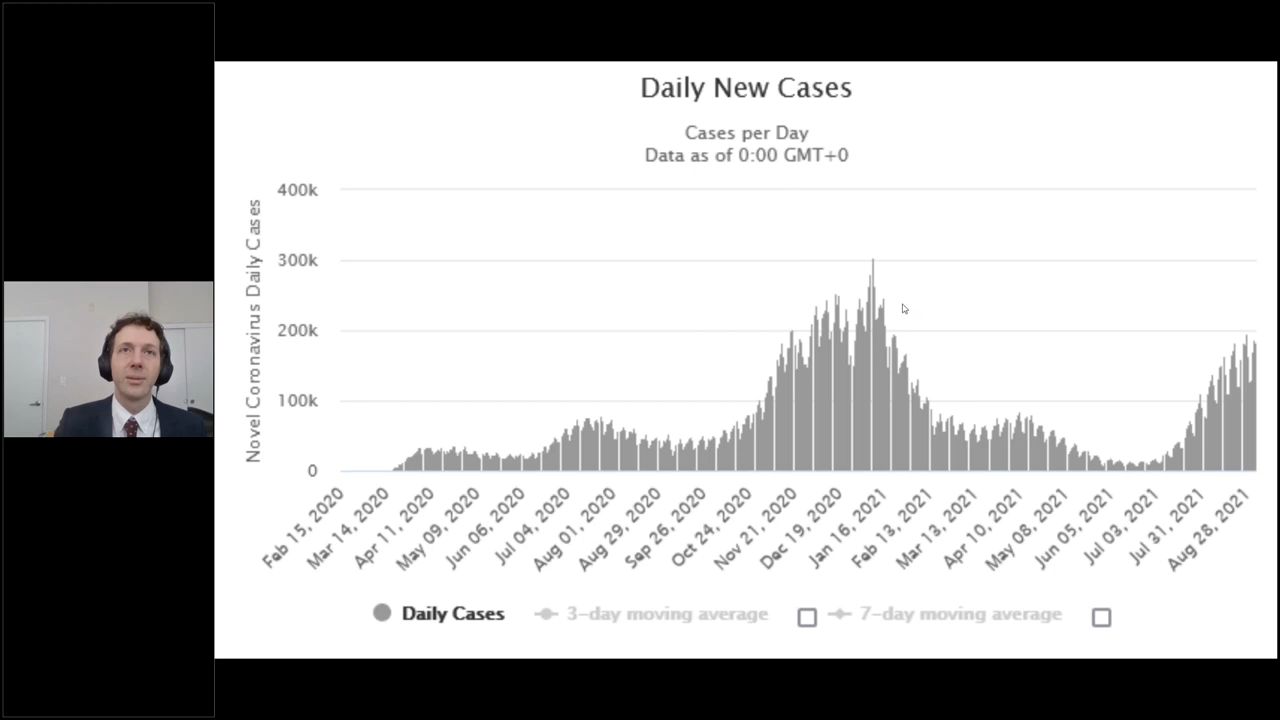 Daily New Cases
Cases per Day
Data as of 0:00 GMT+0
Novel Coronavirus Daily Cases
400k
300k
200k
100k
0
Feb 15, 2020
Mar 14, 2020
Apr 11, 2020
May 09, 2020
Jun 06, 2020
Jul 04, 2020
Aug 01, 2020
Aug 29, 2020
Sep 26, 2020
Oct 24, 2020
Nov 21, 2020
Dec 19, 2020
Jan 16, 2021
Feb 13, 2021
Mar 13, 2021
Apr 10, 2021
May 08, 2021
Jun 05, 2021
Jul 03, 2021
Jul 31, 2021
Aug 28, 2021
Daily Cases
3-day moving average
7-day moving average